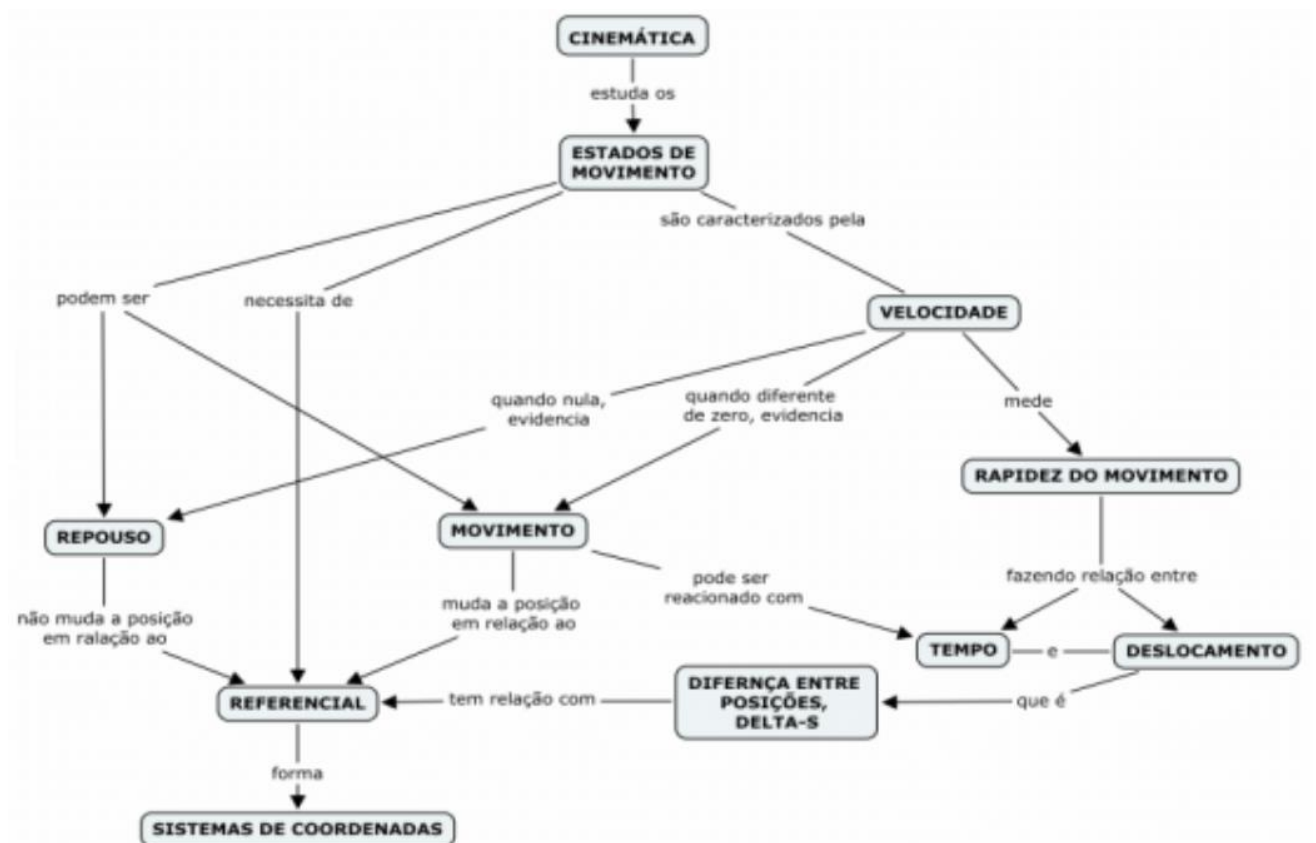 CINEMÁTICA
estuda os
ESTADOS DE
MOVIMENTO
são caracterizados pela
podem ser
necessita de
VELOCIDADE
quando nula,
evidencia
quando diferente
de zero, evidencia
mede
RAPIDEZ DO MOVIMENTO
REPOUSO
MOVIMENTO
fazendo relação entre
pode ser
reacionado com
não muda a posição
em ralação ao
muda a posição
em relação ao
TEMPO
e
DESLOCAMENTO
REFERENCIAL
tem relação com
DIFERNÇA ENTRE
POSIÇÕES,
DELTA-S
que é
forma
SISTEMAS DE COORDENADAS